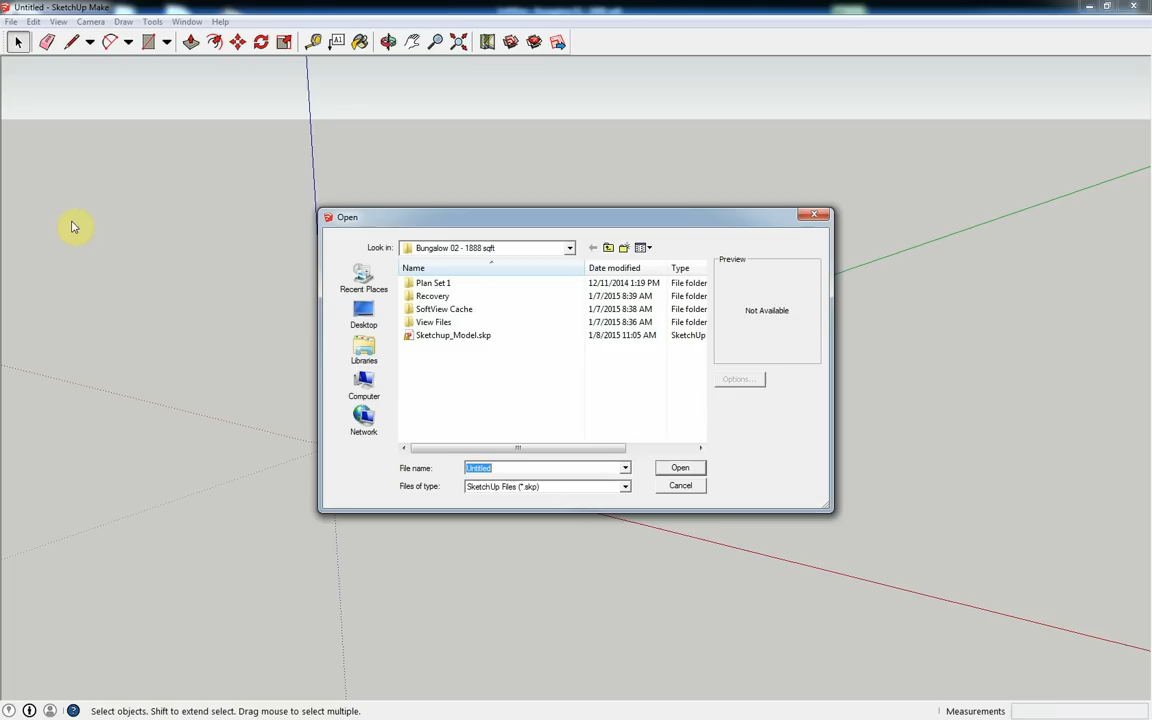 Untitled - SketchUp Make
File Edit View Camera Draw Tools Window Help
A1
Open
Look in: Bungalow 02 - 1888 sqft
Name Date modified Type
Plan Set 1 12/11/2014 1:19 PM File folder
Recovery 1/7/2015 8:39 AM File folder
SoftView Cache 1/7/2015 8:38 AM File folder
View Files 1/7/2015 8:36 AM File folder
Sketchup_Model.skp 1/8/2015 11:05 AM SketchUp
Recent Places
Desktop
Libraries
Computer
Network
Preview
Not Available
Options...
File name: Untitled Open
Files of type: SketchUp Files (*.skp) Cancel
Select objects. Shift to extend select. Drag mouse to select multiple. Measurements